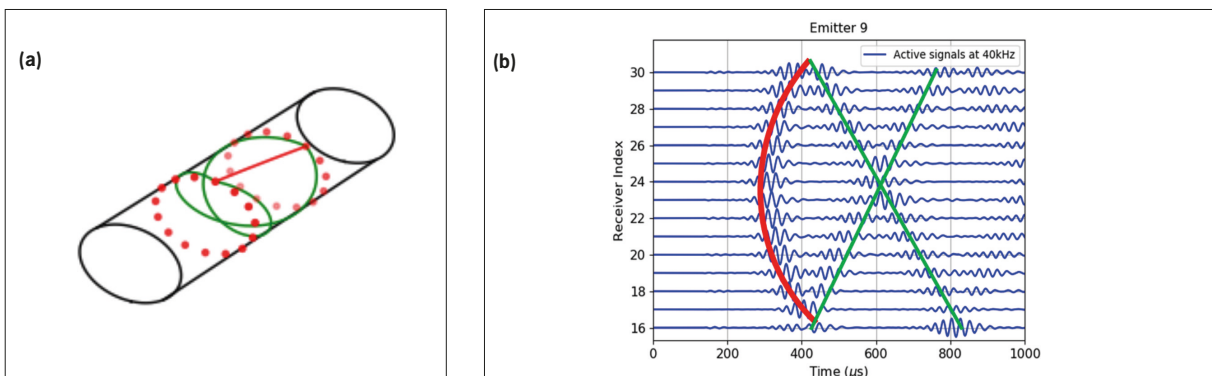 (a)
(b)
Emitter 9
Active signals at 40kHz
Receiver Index
30
28
26
24
22
20
18
16
0 200 400 600 800 1000
Time (μs)